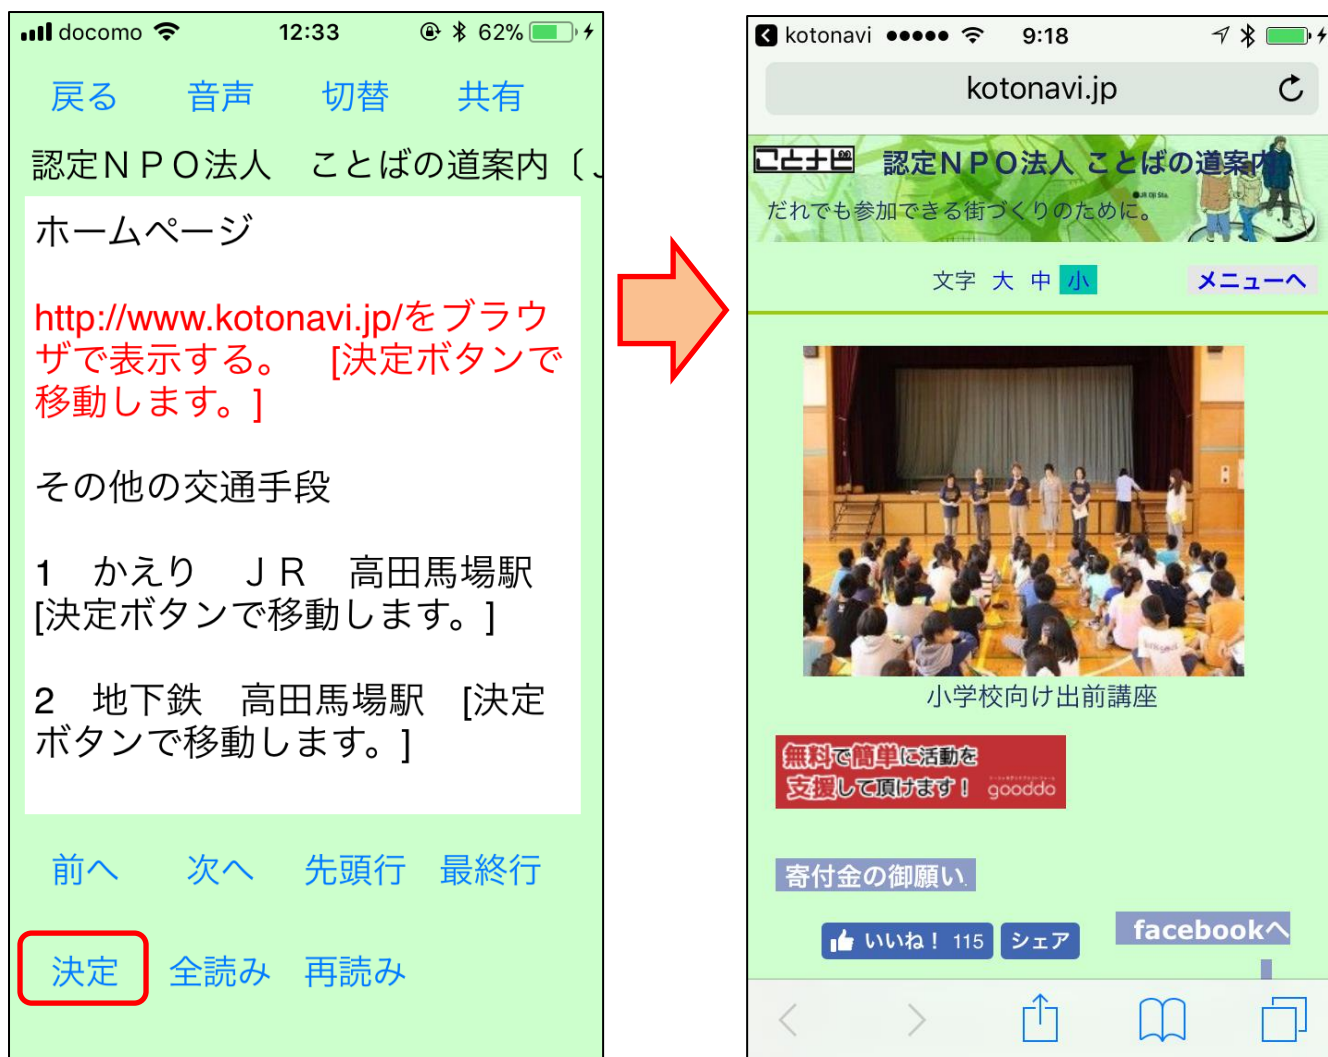 docomo 12:33 62%
戻る 音声 切替 共有
認定ＮＰＯ法人　ことばの道案内〔
ホームページ
http://www.kotonavi.jp/をブラウ
ザで表示する。　[決定ボタンで
移動します。]
その他の交通手段
1　かえり　ＪＲ　高田馬場駅
[決定ボタンで移動します。]
2　地下鉄　高田馬場駅　[決定
ボタンで移動します。]
前へ 次へ 先頭行 最終行
決定 全読み 再読み
kotonavi 9:18
kotonavi.jp
ことナビ 認定ＮＰＯ法人 ことばの道案内
だれでも参加できる街づくりのために。
文字 大 中 小 メニューへ
小学校向け出前講座
無料で簡単に活動を
支援して頂けます！ gooddo
寄付金の御願い
facebookへ
いいね！ 115 シェア